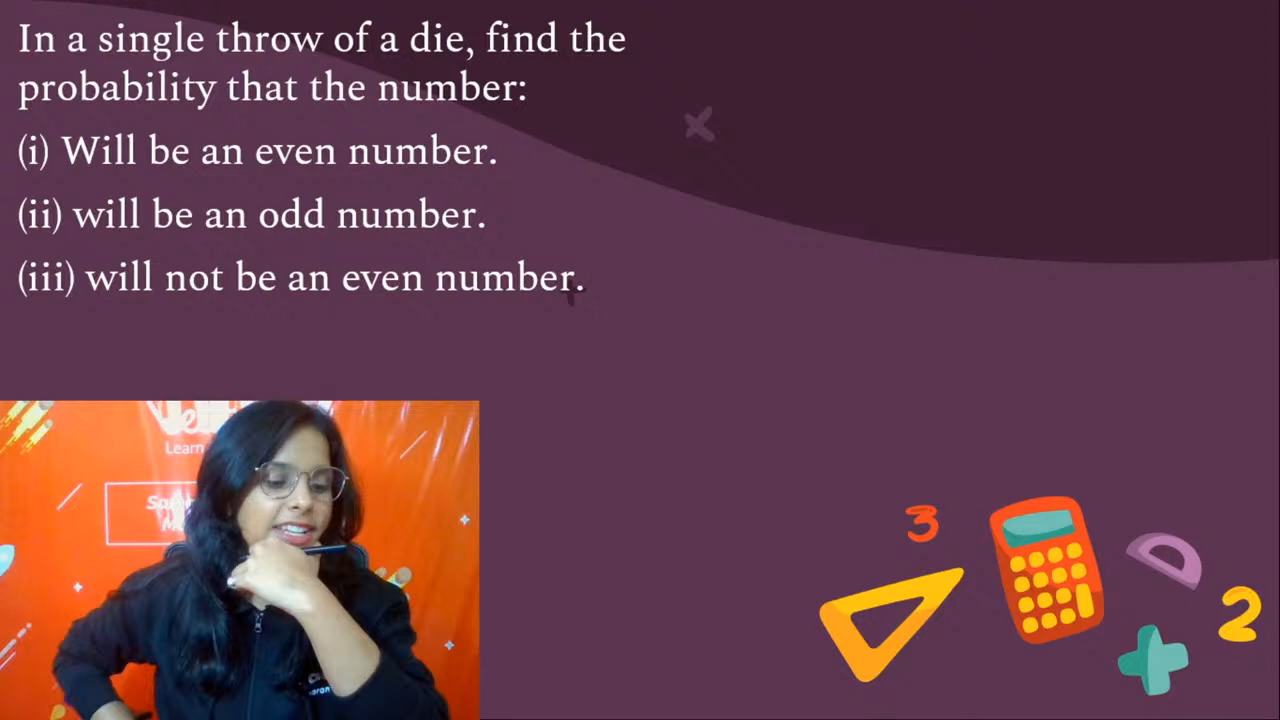 In a single throw of a die, find the
probability that the number:
(i) Will be an even number.
(ii) will be an odd number.
(iii) will not be an even number.
Learn
3
2